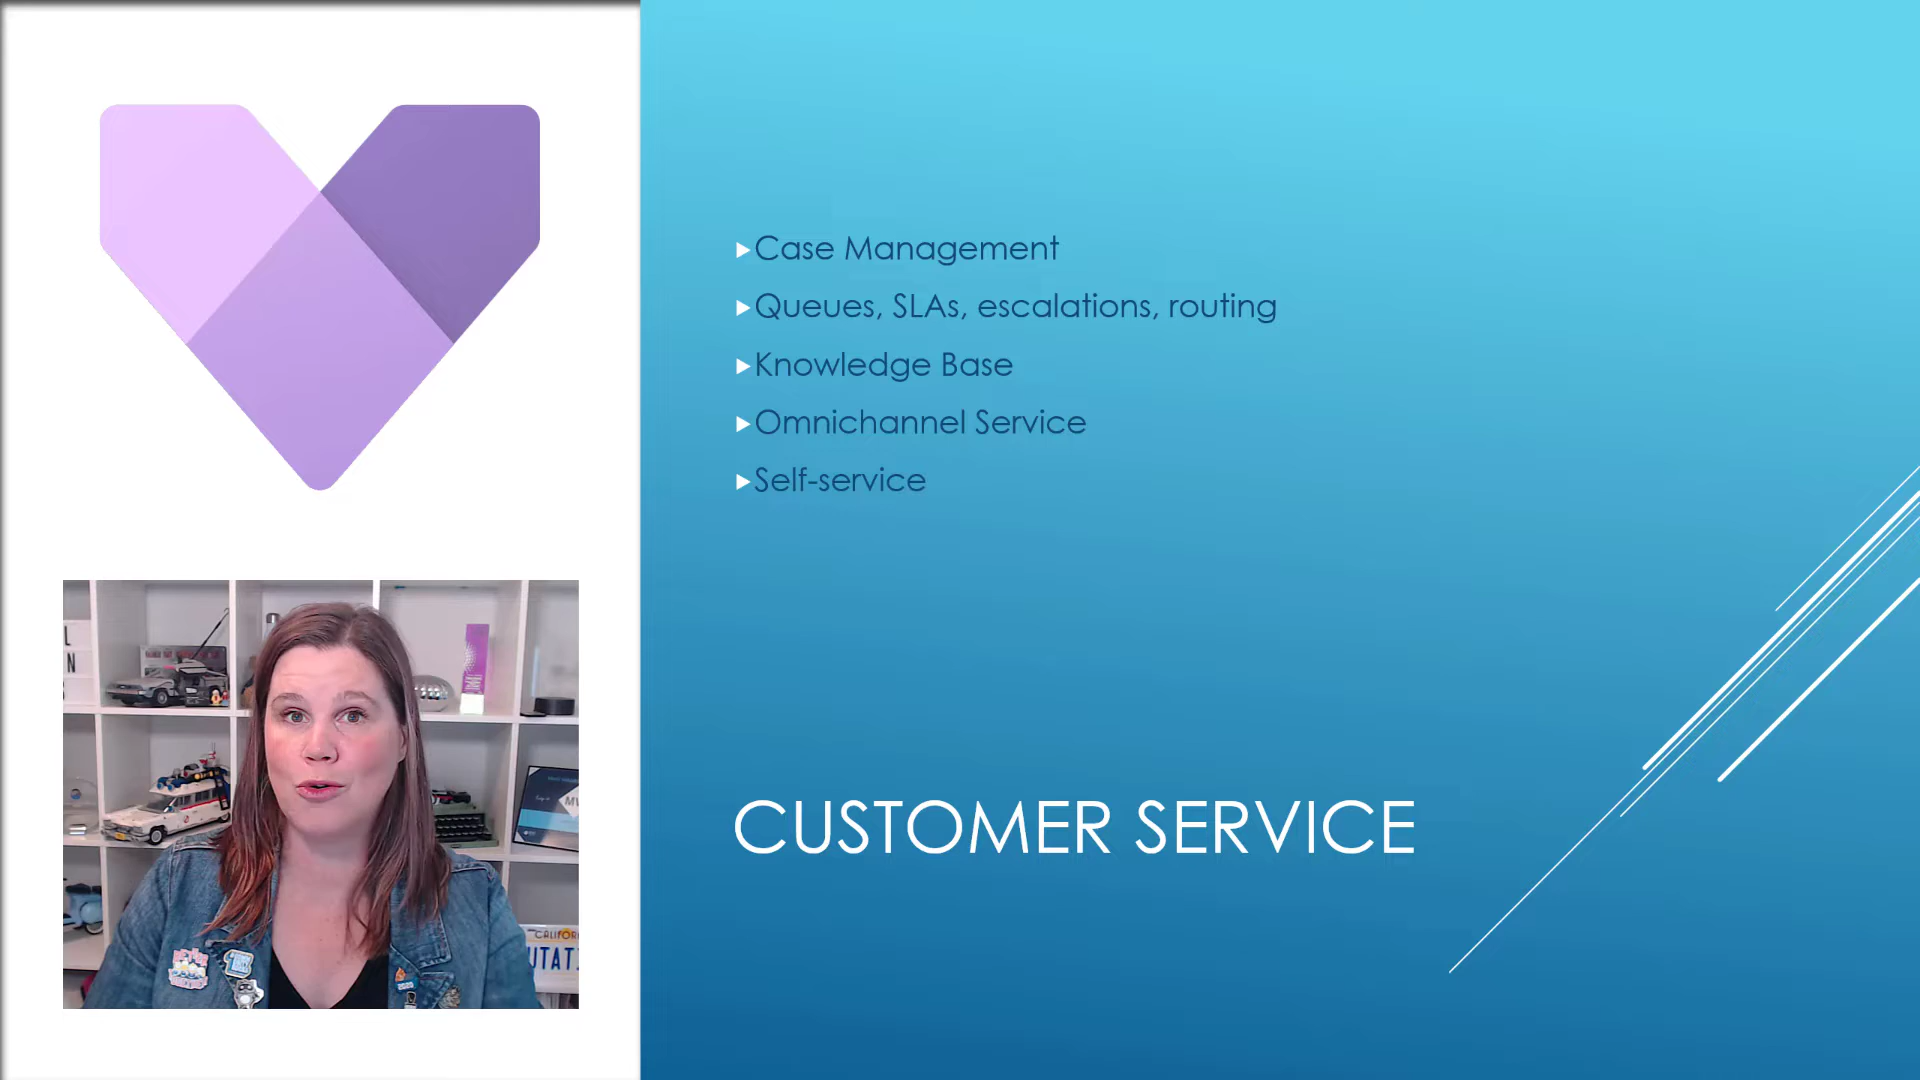 Case Management
Queues, SLAs, escalations, routing
Knowledge Base
Omnichannel Service
Self-service
CUSTOMER SERVICE
L
N